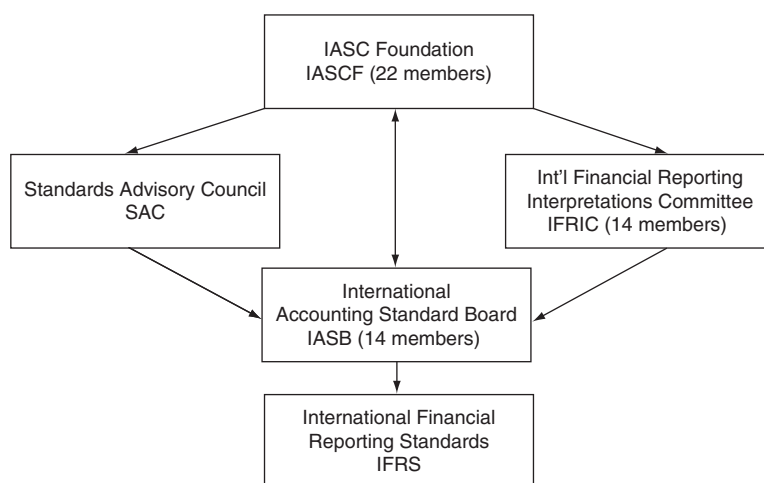 IASC Foundation
IASCF (22 members)
Standards Advisory Council
SAC
Int'l Financial Reporting
Interpretations Committee
IFRIC (14 members)
International
Accounting Standard Board
IASB (14 members)
International Financial
Reporting Standards
IFRS